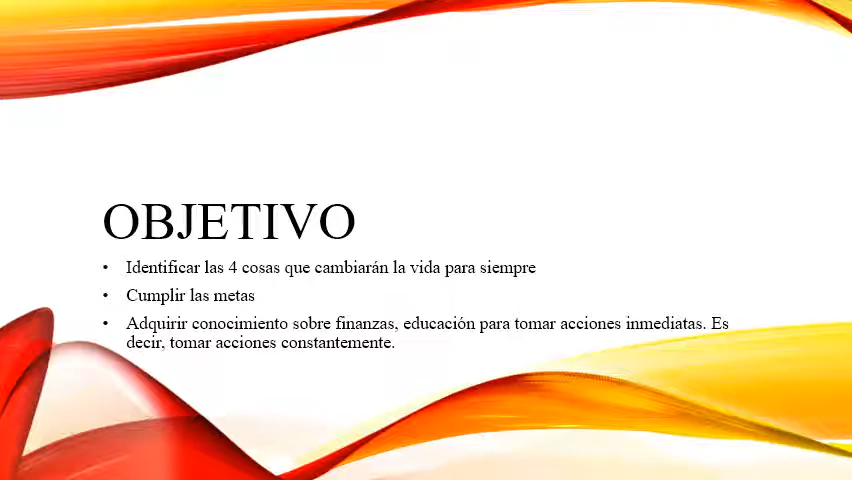 OBJETIVO
• Identificar las 4 cosas que cambiarán la vida para siempre
• Cumplir las metas
• Adquirir conocimiento sobre finanzas, educación para tomar acciones inmediatas. Es
decir, tomar acciones constantemente.